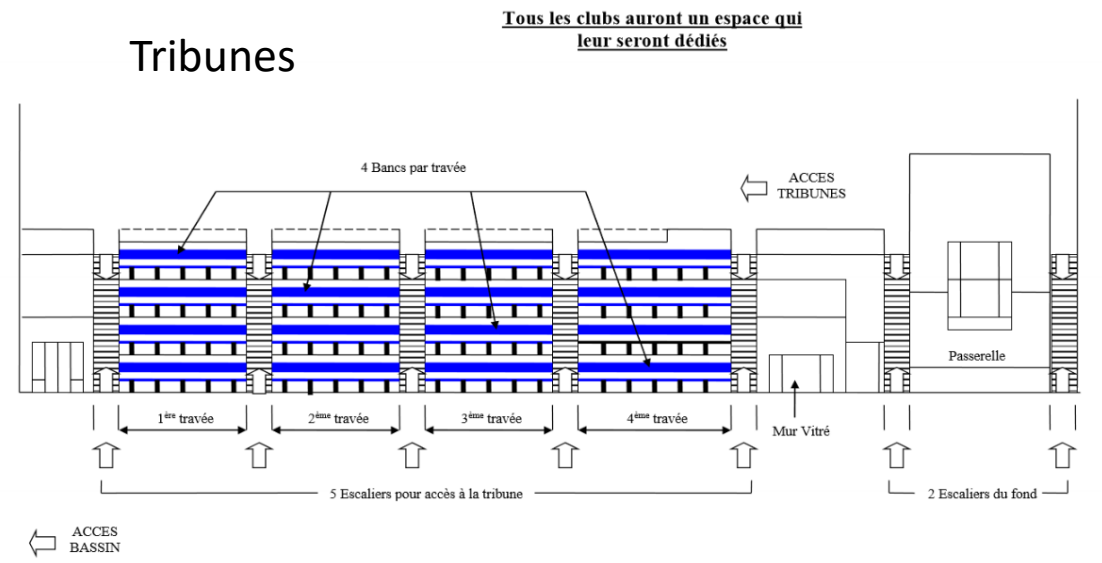 Tous les clubs auront un espace qui
leur seront dédiés
Tribunes
4 Bancs par travée
ACCES
TRIBUNES
Passerelle
1ère travée
2ème travée
3ème travée
4ème travée
Mur Vitré
5 Escaliers pour accès à la tribune
2 Escaliers du fond
ACCES
BASSIN